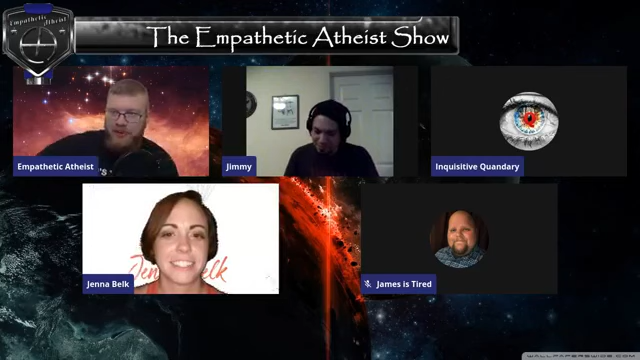 Empathetic
Atheist
The Empathetic Atheist Show
Empathetic Atheist
Jimmy
Inquisitive Quandary
Jenna Belk
James is Tired